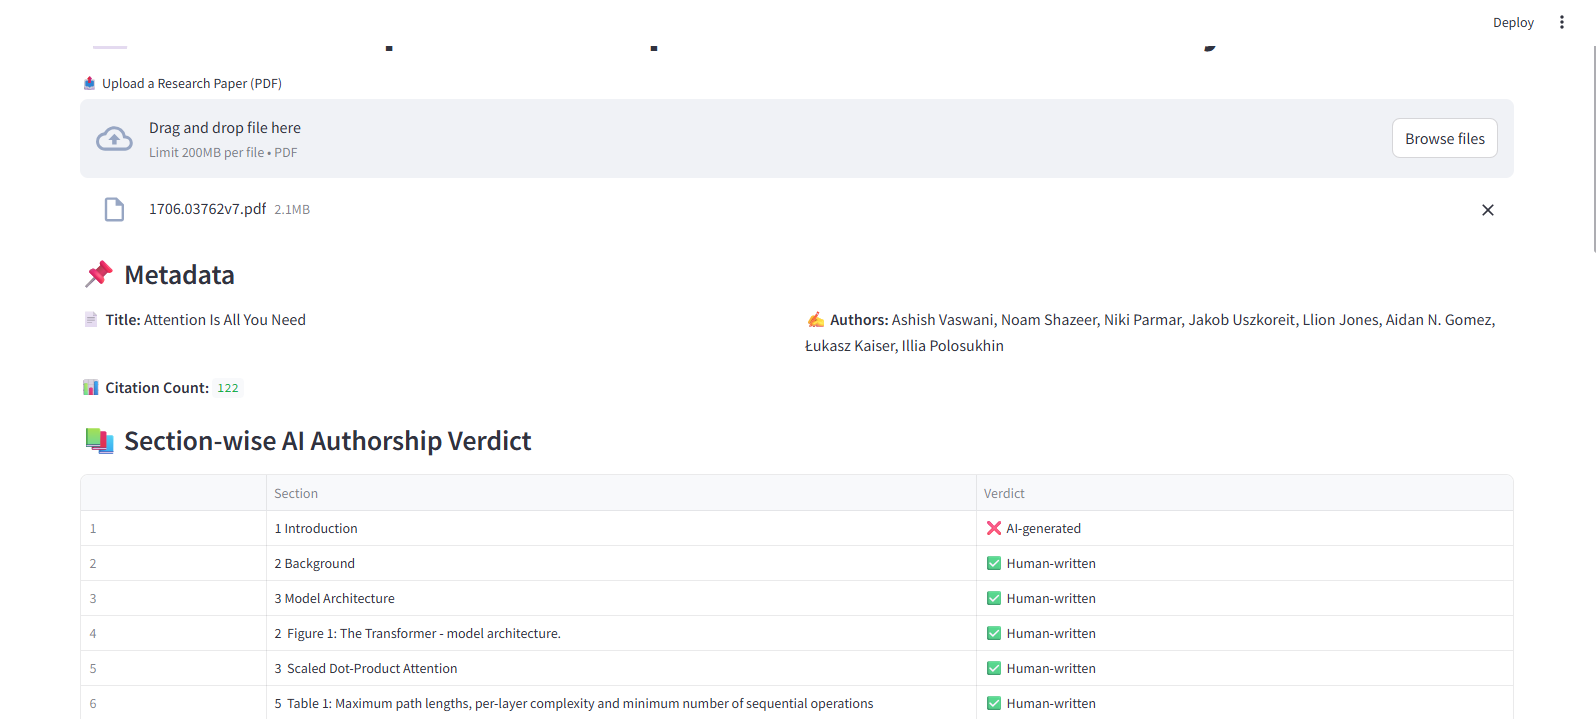 Deploy
Upload a Research Paper (PDF)
Drag and drop file here
Limit 200MB per file • PDF
Browse files
1706.03762v7.pdf 2.1MB
Metadata
Title: Attention Is All You Need
Authors: Ashish Vaswani, Noam Shazeer, Niki Parmar, Jakob Uszkoreit, Llion Jones, Aidan N. Gomez,
Łukasz Kaiser, Illia Polosukhin
Citation Count: 122
Section-wise AI Authorship Verdict
Section Verdict
1 1 Introduction AI-generated
2 2 Background Human-written
3 3 Model Architecture Human-written
4 2 Figure 1: The Transformer - model architecture. Human-written
5 3 Scaled Dot-Product Attention Human-written
6 5 Table 1: Maximum path lengths, per-layer complexity and minimum number of sequential operations Human-written